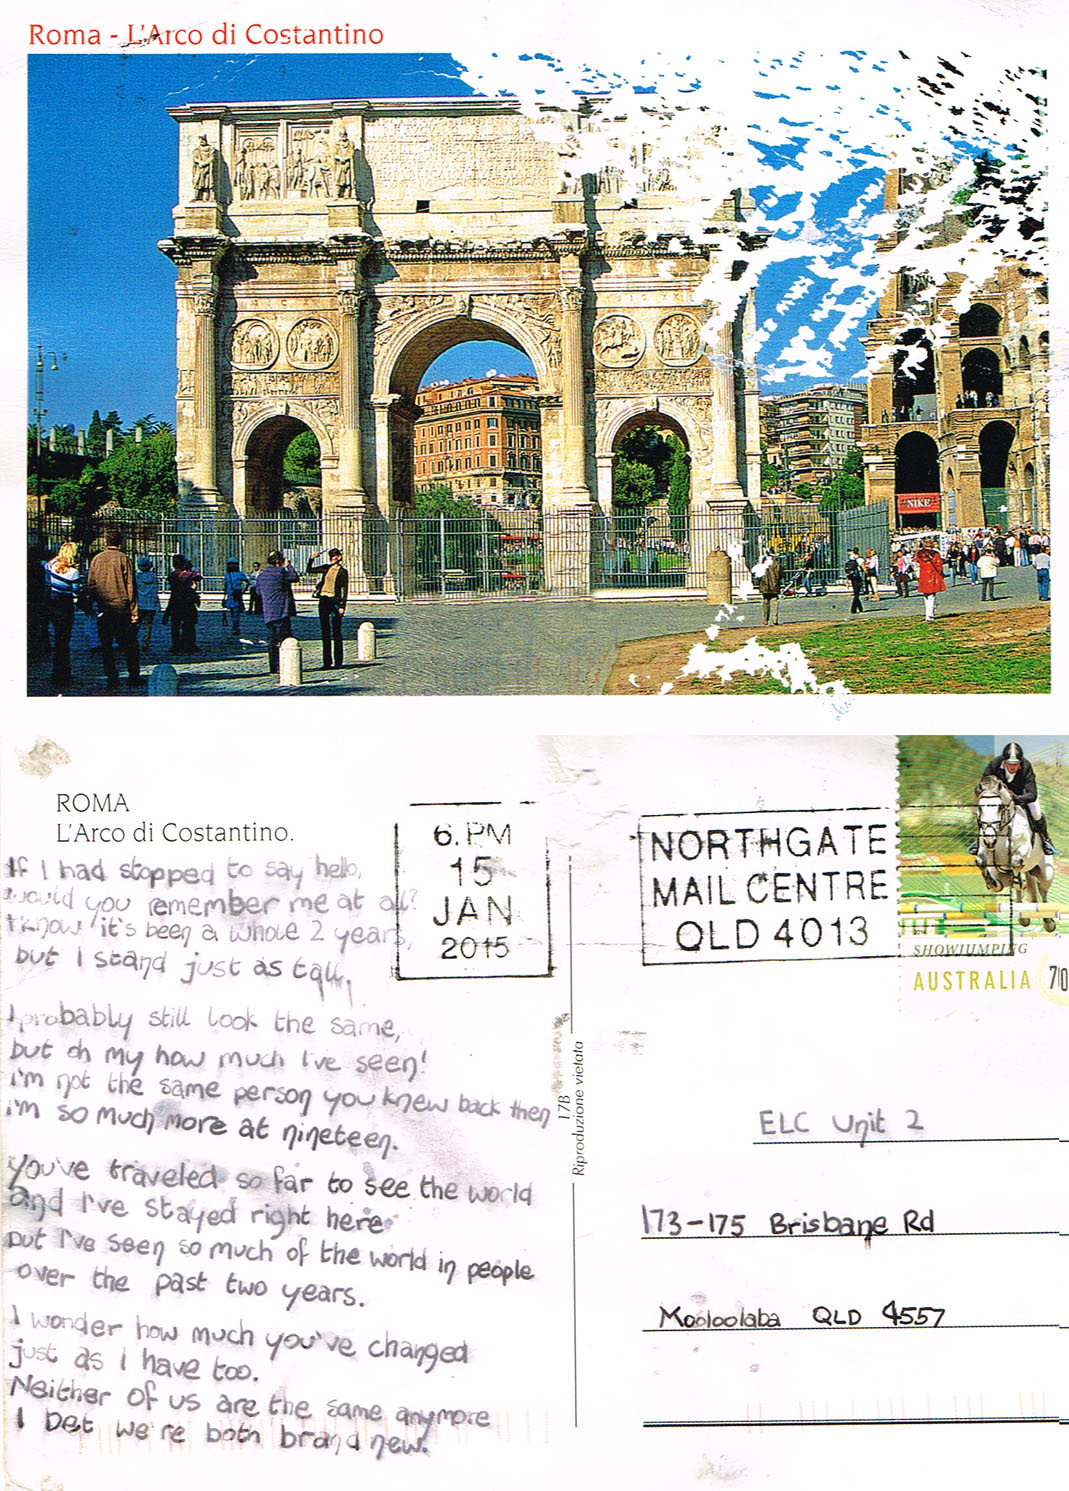 Roma - L'Arco di Costantino
NIKE
ROMA
L'Arco di Costantino.
6. PM
15
JAN
2015
NORTHGATE
MAIL CENTRE
QLD 4013
SHOWJUMPING
AUSTRALIA 70
If I had stopped to say hello,
would you remember me at all?
I know it's been a whole 2 years,
but I stand just as tall.
I probably still look the same,
but oh my how much I've seen!
I'm not the same person you knew back then
I'm so much more at nineteen.
You've traveled so far to see the world
and I've stayed right here
but I've seen so much of the world in people
over the past two years.
I wonder how much you've changed
just as I have too.
Neither of us are the same anymore
I bet we're both brand new.
17B
Riproduzione vietata
ELC Unit 2
173-175 Brisbane Rd
Mooloolaba QLD 4557